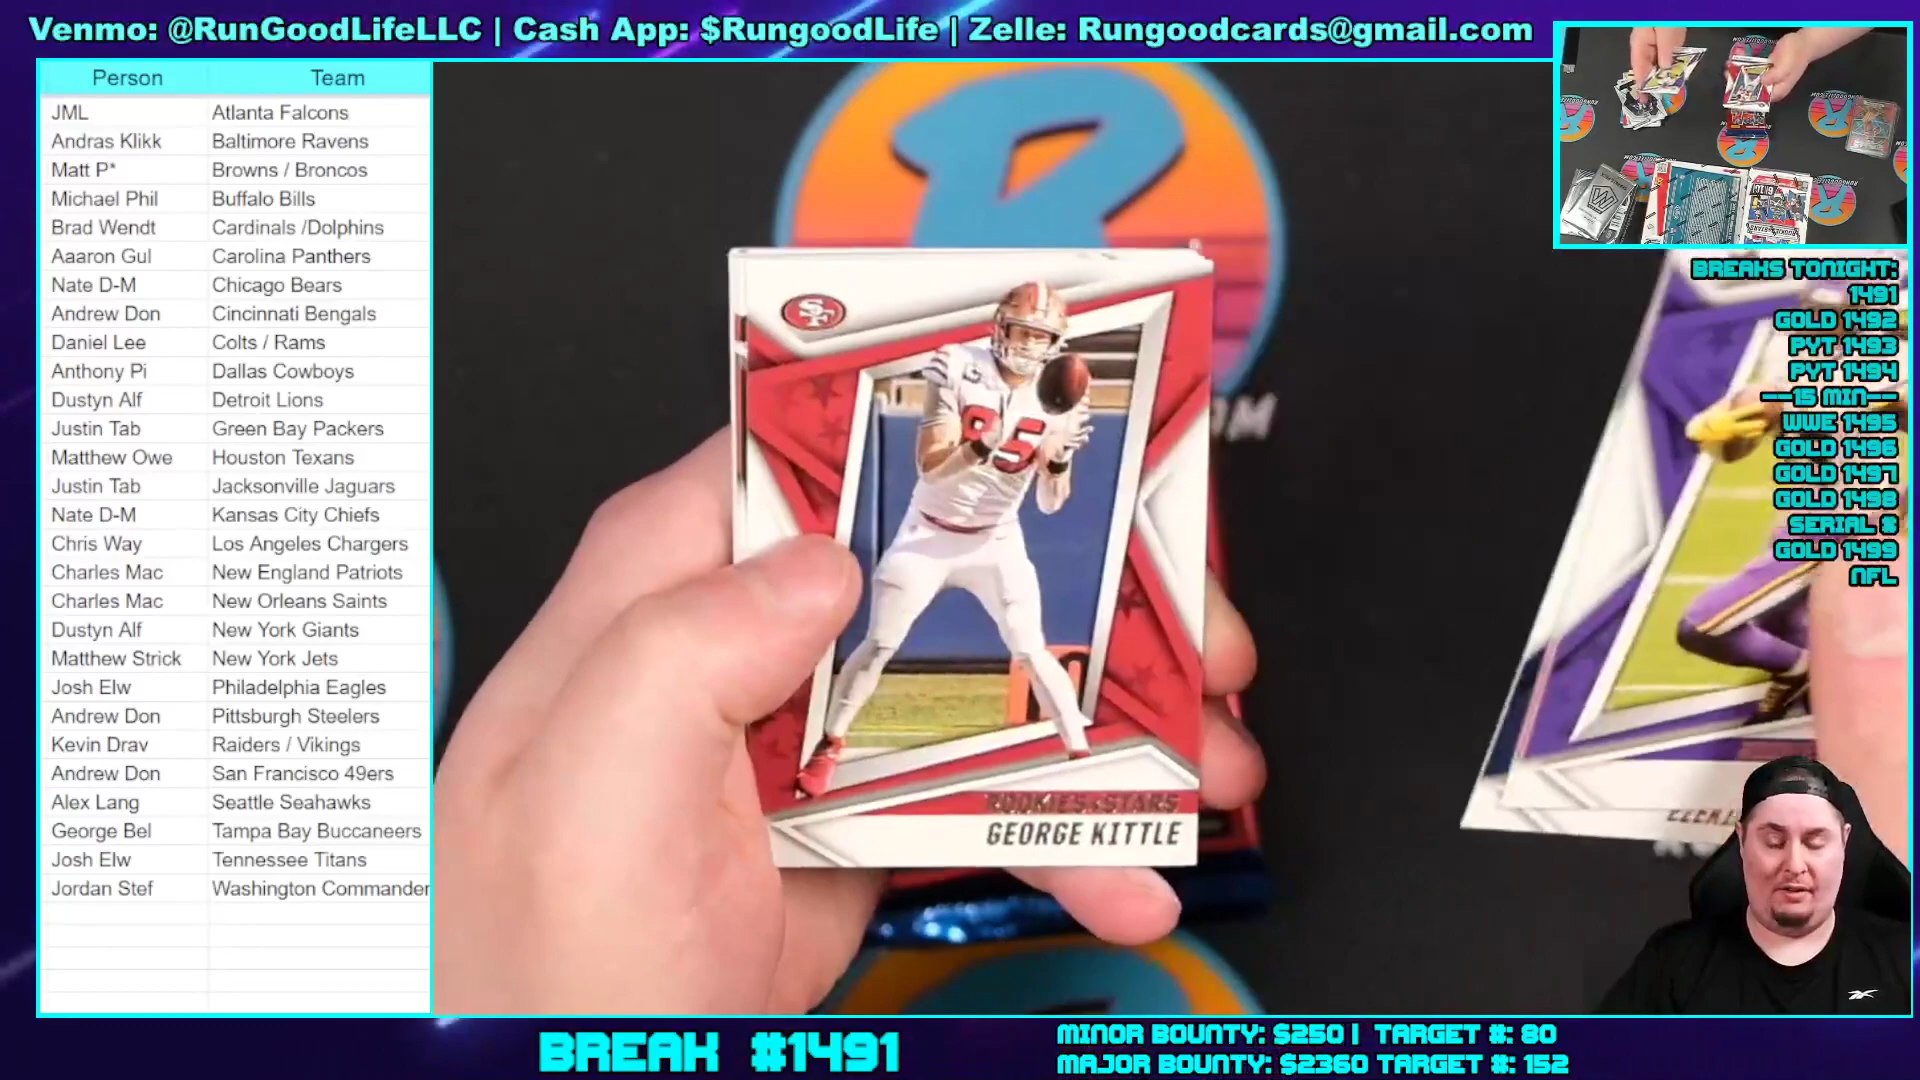 Venmo: @RunGoodLifeLLC | Cash App: $RungoodLife | Zelle: Rungoodcards@gmail.com
Person Team
JML Atlanta Falcons
Andras Klikk Baltimore Ravens
Matt P* Browns / Broncos
Michael Phil Buffalo Bills
Brad Wendt Cardinals /Dolphins
Aaaron Gul Carolina Panthers
Nate D-M Chicago Bears
Andrew Don Cincinnati Bengals
Daniel Lee Colts / Rams
Anthony Pi Dallas Cowboys
Dustyn Alf Detroit Lions
Justin Tab Green Bay Packers
Matthew Owe Houston Texans
Justin Tab Jacksonville Jaguars
Nate D-M Kansas City Chiefs
Chris Way Los Angeles Chargers
Charles Mac New England Patriots
Charles Mac New Orleans Saints
Dustyn Alf New York Giants
Matthew Strick New York Jets
Josh Elw Philadelphia Eagles
Andrew Don Pittsburgh Steelers
Kevin Drav Raiders / Vikings
Andrew Don San Francisco 49ers
Alex Lang Seattle Seahawks
George Bel Tampa Bay Buccaneers
Josh Elw Tennessee Titans
Jordan Stef Washington Commander
SF
85
ROOKIES & STARS
GEORGE KITTLE
BREAKS TONIGHT:
1491
GOLD 1492
PYT 1493
PYT 1494
--15 MIN--
WWE 1495
GOLD 1496
GOLD 1497
GOLD 1498
SERIAL #
GOLD 1499
NFL
BREAK #1491
MINOR BOUNTY: $250 | TARGET #: 80
MAJOR BOUNTY: $2360 TARGET #: 152